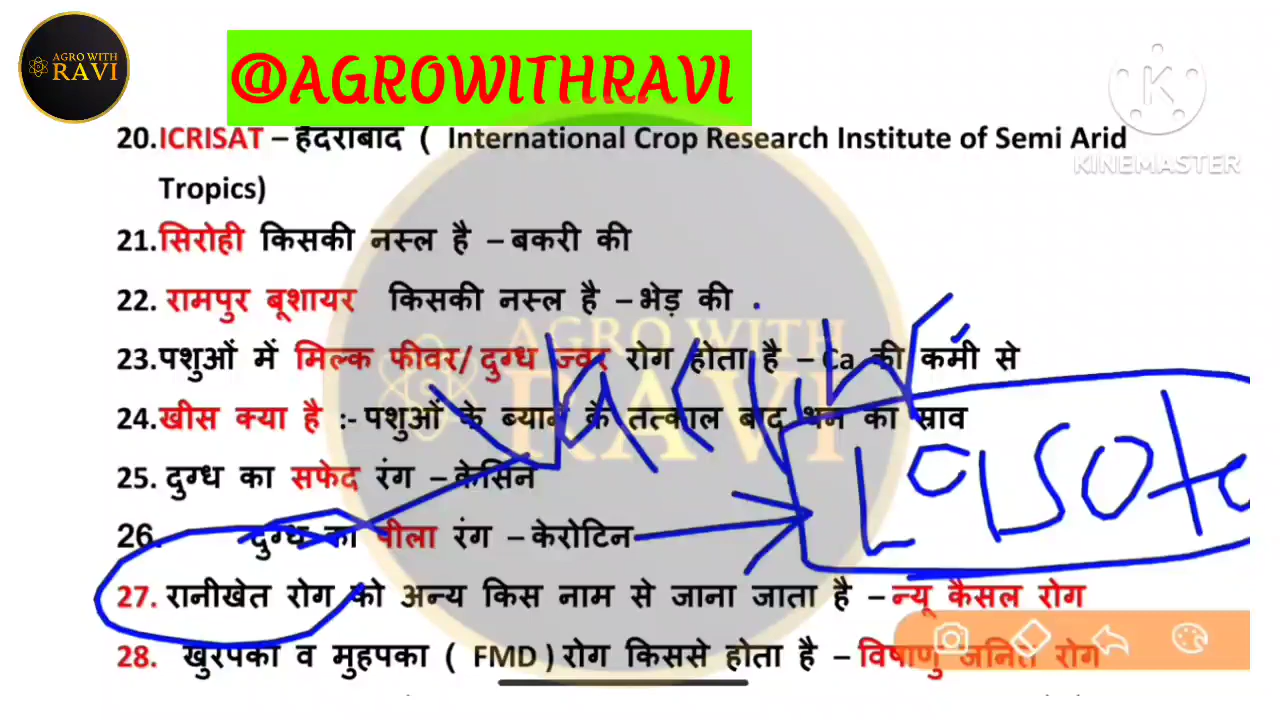 AGRO WITH
RAVI
@AGROWITHRAVI
KINEMASTER
20.ICRISAT – हैदराबाद ( International Crop Research Institute of Semi Arid
Tropics)
21.सिरोही किसकी नस्ल है – बकरी की
22. रामपुर बूशायर किसकी नस्ल है – भेड़ की
23.पशुओं में मिल्क फीवर/ दुग्ध ज्वर रोग होता है – Ca की कमी से
24.खीस क्या है :- पशुओं के ब्यान के तत्काल बाद थन का स्राव
25. दुग्ध का सफेद रंग – केसिन
26. दुग्ध का पीला रंग – केरोटिन
27. रानीखेत रोग को अन्य किस नाम से जाना जाता है – न्यू कैसल रोग
28. खुरपका व मुहपका ( FMD ) रोग किससे होता है – विषाणु जनित रोग